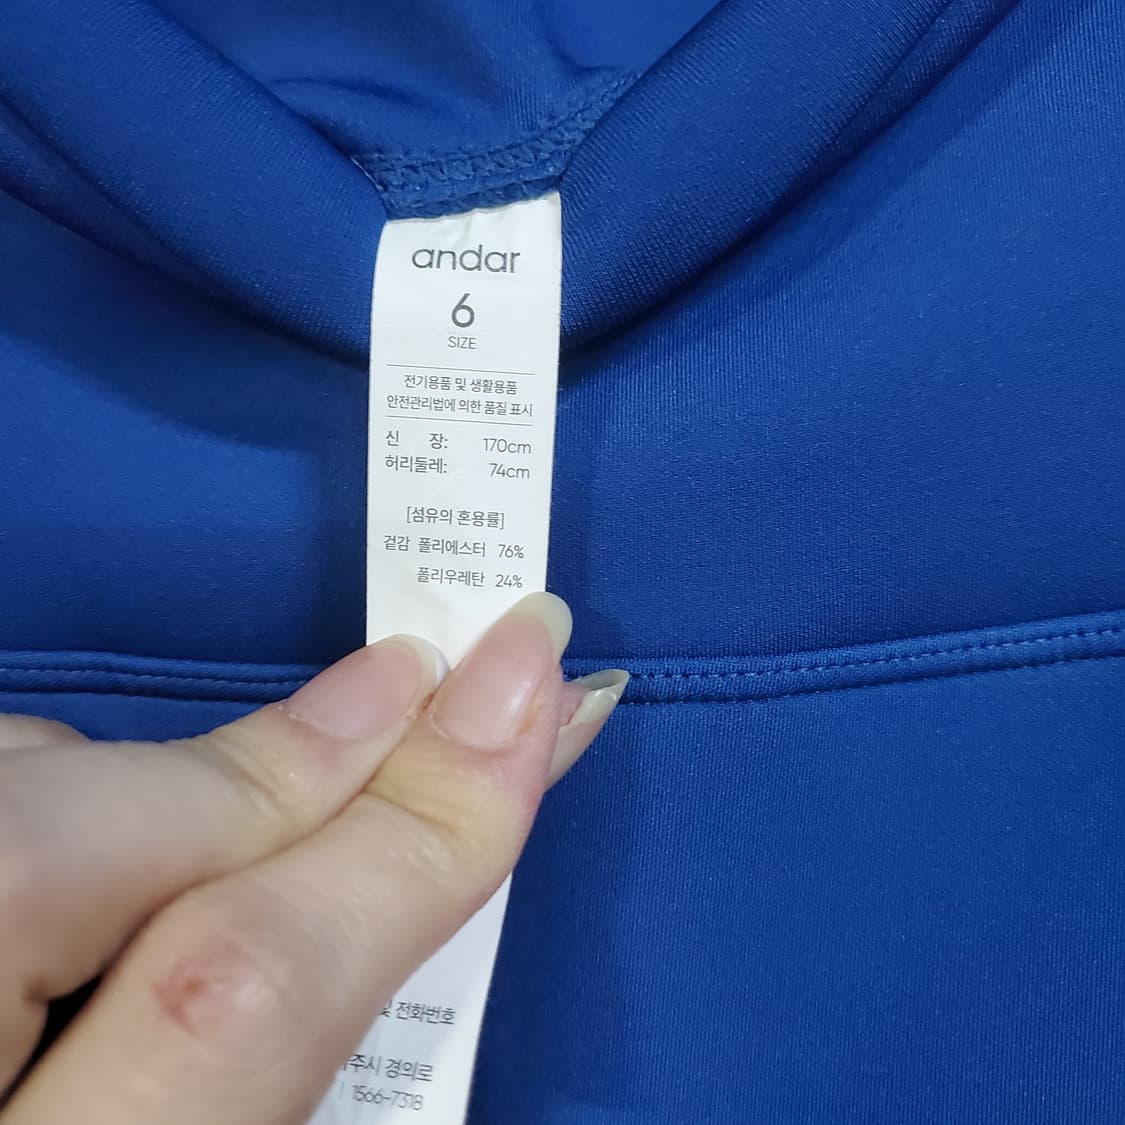 andar
6
SIZE
전기용품 및 생활용품
안전관리법에 의한 품질 표시
신 장: 170cm
허리둘레: 74cm
[섬유의 혼용률]
겉감 폴리에스터 76%
폴리우레탄 24%
및 전화번호
경의로
1566-7318